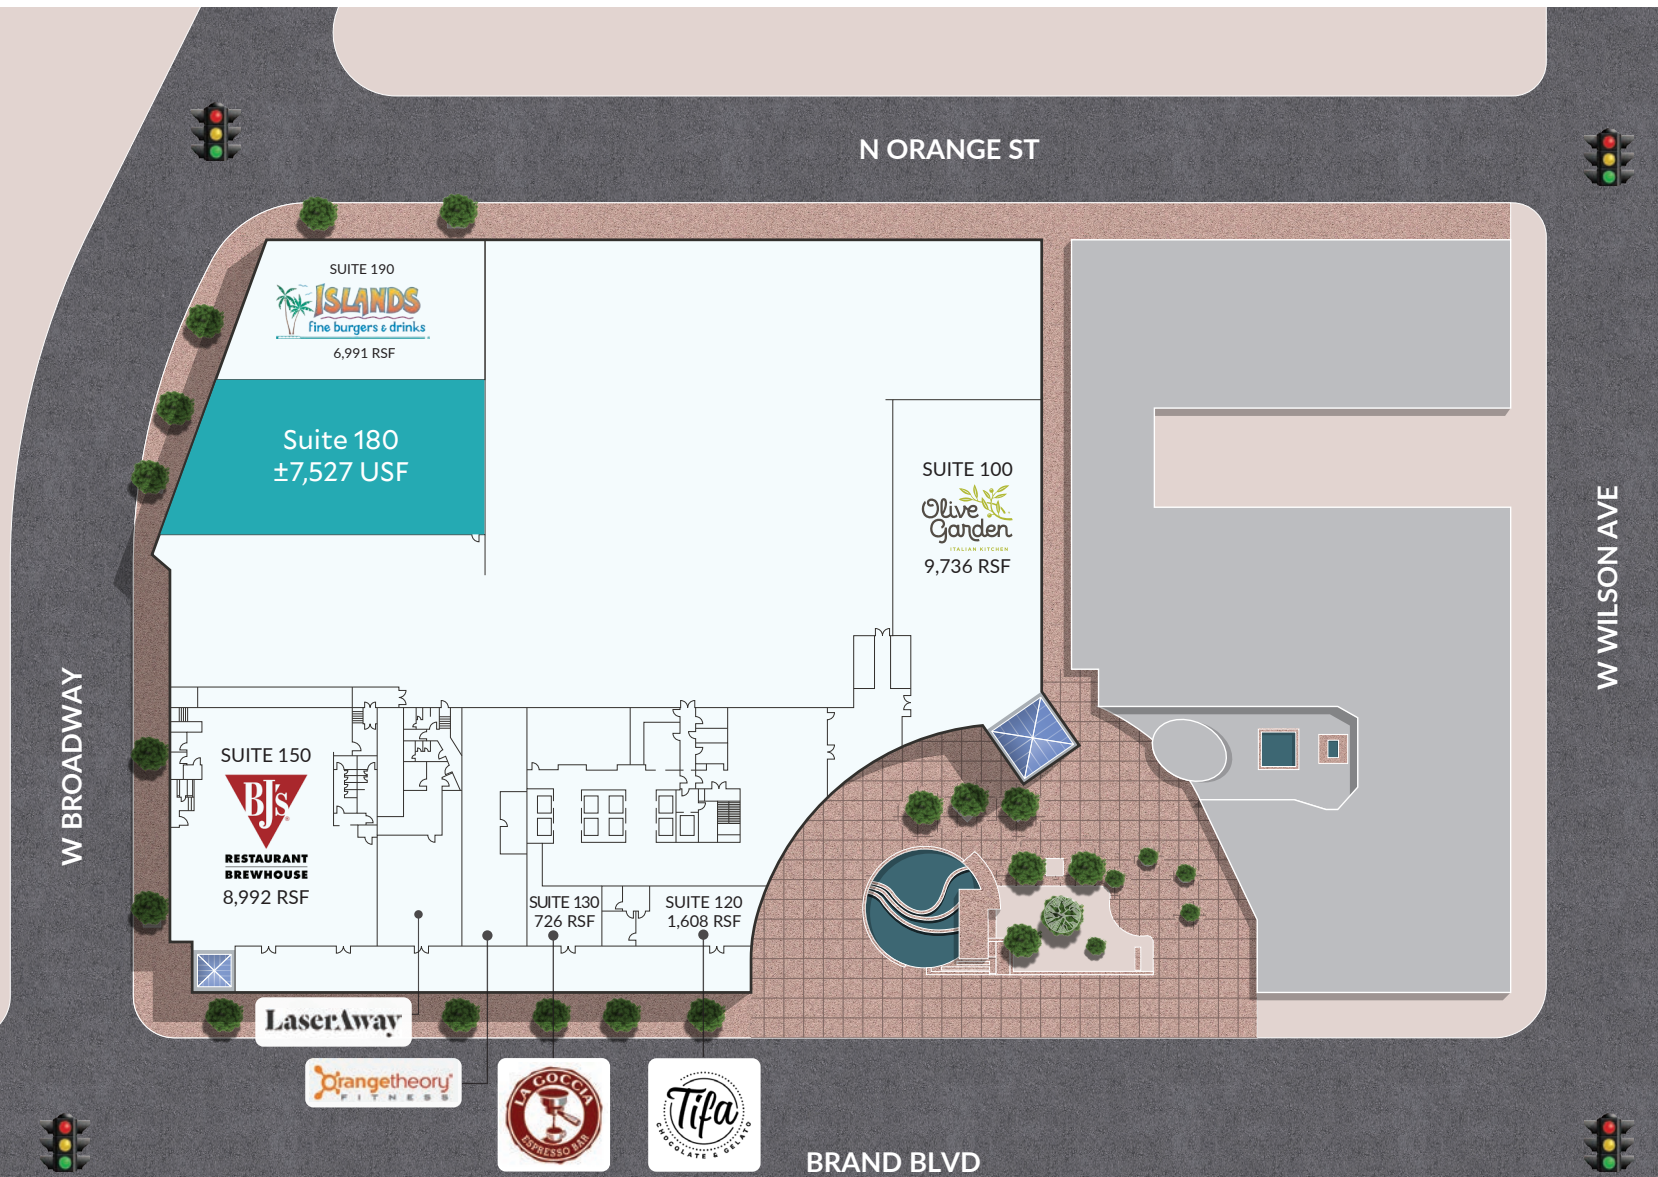 N ORANGE ST
SUITE 190
ISLANDS
fine burgers & drinks
6,991 RSF
Suite 180
±7,527 USF
SUITE 100
Olive
Garden
ITALIAN KITCHEN
9,736 RSF
W WILSON AVE
W BROADWAY
SUITE 150
BJ's
RESTAURANT
BREWHOUSE
8,992 RSF
SUITE 130
726 RSF
SUITE 120
1,608 RSF
LaserAway
Orangetheory
FITNESS
LA GOCCIA
ESPRESSO BAR
Tifa
CHOCOLATE & GELATO
BRAND BLVD